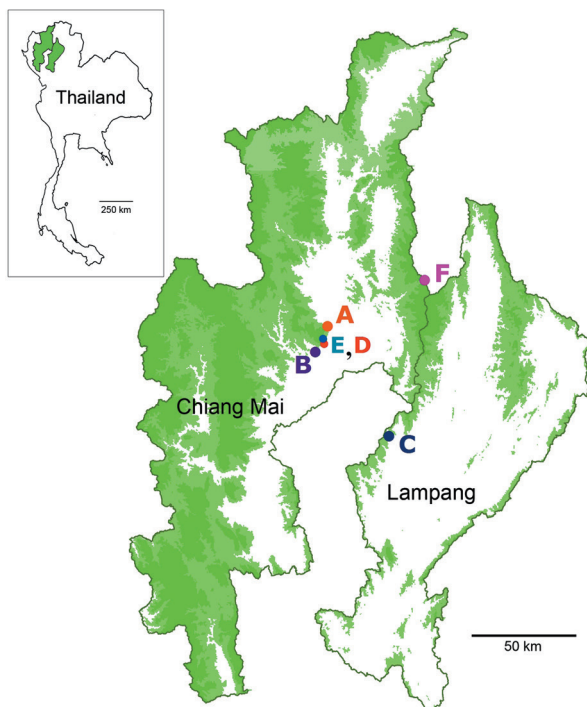 Thailand
250 km
F
A
E, D
B
Chiang Mai
C
Lampang
50 km